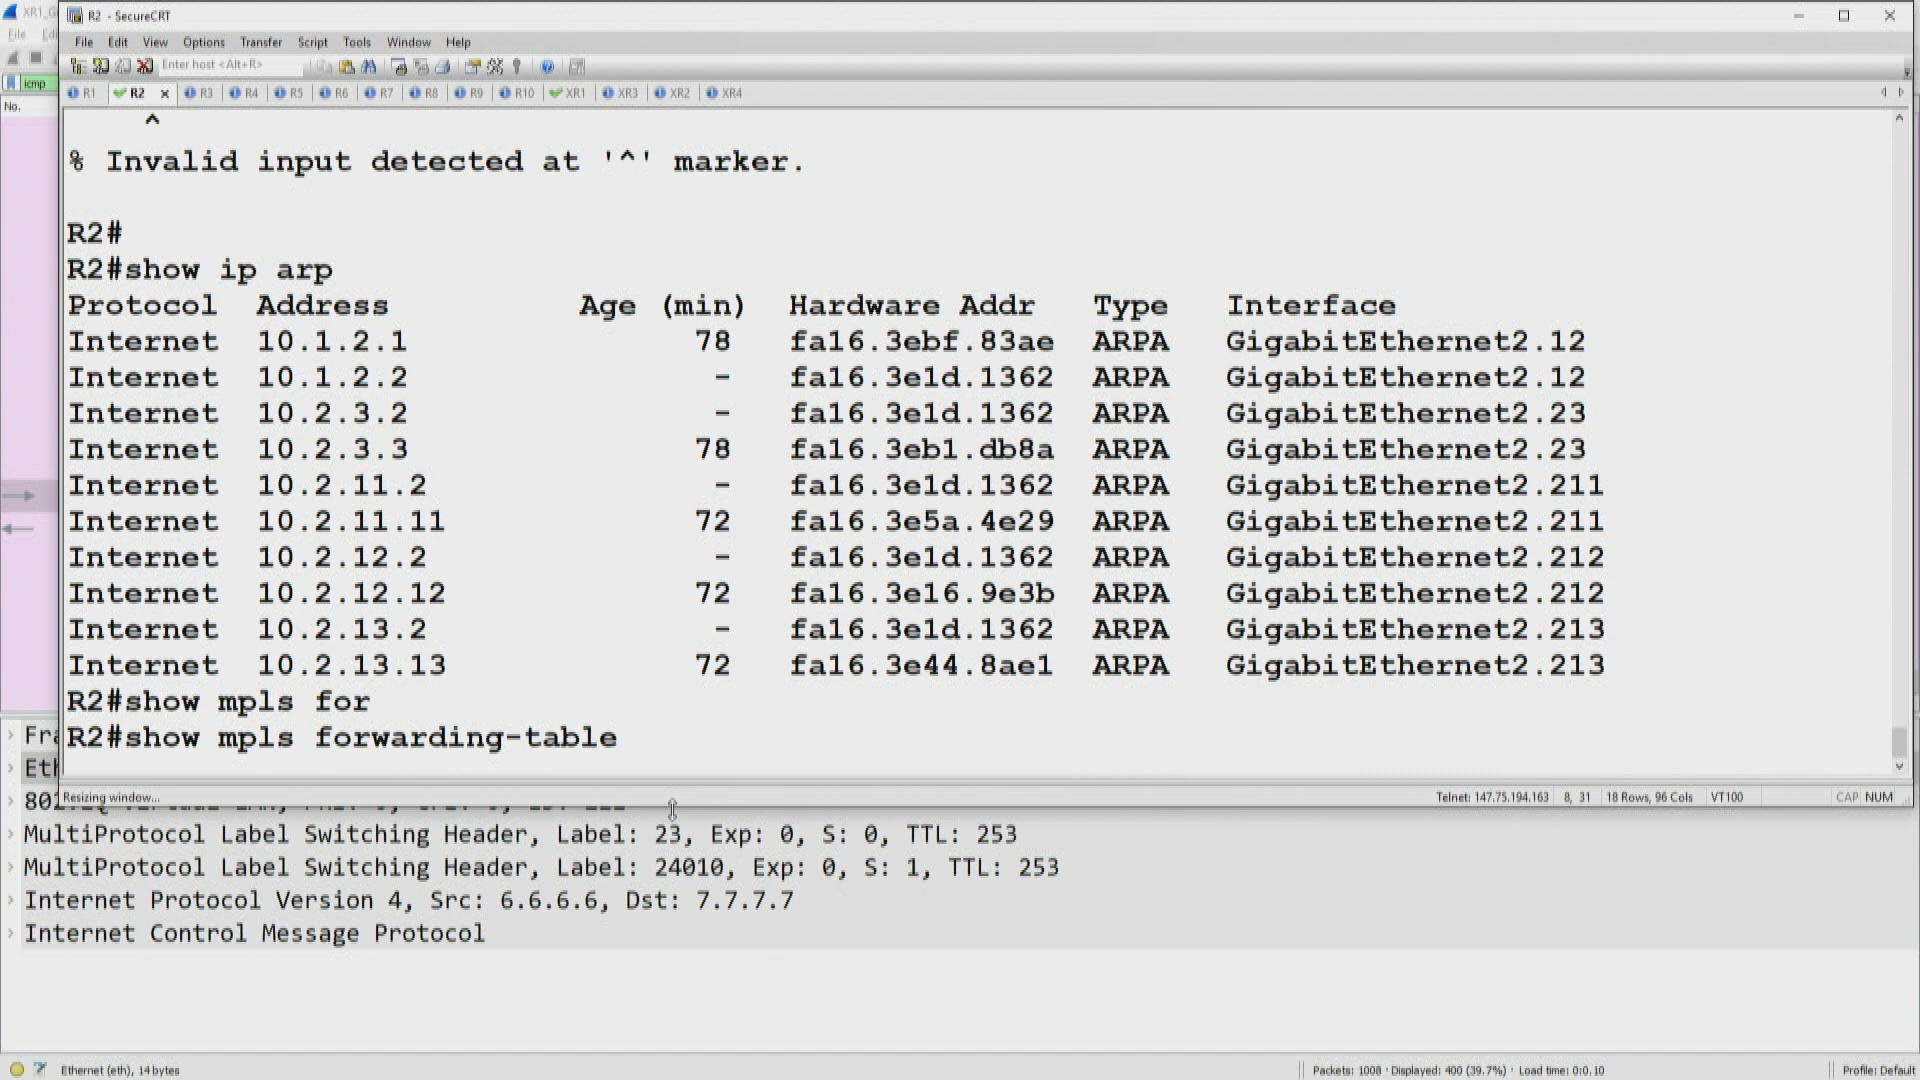 R2 - SecureCRT
File Edit View Options Transfer Script Tools Window Help
Enter host <Alt+R>
R1 R2 R3 R4 R5 R6 R7 R8 R9 R10 XR1 XR3 XR2 XR4
icmp
No.
^
% Invalid input detected at '^' marker.
R2#
R2#show ip arp
Protocol Address Age (min) Hardware Addr Type Interface
Internet 10.1.2.1 78 fa16.3ebf.83ae ARPA GigabitEthernet2.12
Internet 10.1.2.2 - fa16.3e1d.1362 ARPA GigabitEthernet2.12
Internet 10.2.3.2 - fa16.3e1d.1362 ARPA GigabitEthernet2.23
Internet 10.2.3.3 78 fa16.3eb1.db8a ARPA GigabitEthernet2.23
Internet 10.2.11.2 - fa16.3e1d.1362 ARPA GigabitEthernet2.211
Internet 10.2.11.11 72 fa16.3e5a.4e29 ARPA GigabitEthernet2.211
Internet 10.2.12.2 - fa16.3e1d.1362 ARPA GigabitEthernet2.212
Internet 10.2.12.12 72 fa16.3e16.9e3b ARPA GigabitEthernet2.212
Internet 10.2.13.2 - fa16.3e1d.1362 ARPA GigabitEthernet2.213
Internet 10.2.13.13 72 fa16.3e44.8ae1 ARPA GigabitEthernet2.213
R2#show mpls for
R2#show mpls forwarding-table
Resizing window... Telnet: 147.75.194.163 8, 31 18 Rows, 96 Cols VT100 CAP NUM
MultiProtocol Label Switching Header, Label: 23, Exp: 0, S: 0, TTL: 253
MultiProtocol Label Switching Header, Label: 24010, Exp: 0, S: 1, TTL: 253
Internet Protocol Version 4, Src: 6.6.6.6, Dst: 7.7.7.7
Internet Control Message Protocol
Ethernet (eth), 14 bytes Packets: 1008 · Displayed: 400 (39.7%) · Load time: 0:0.10 Profile: Default